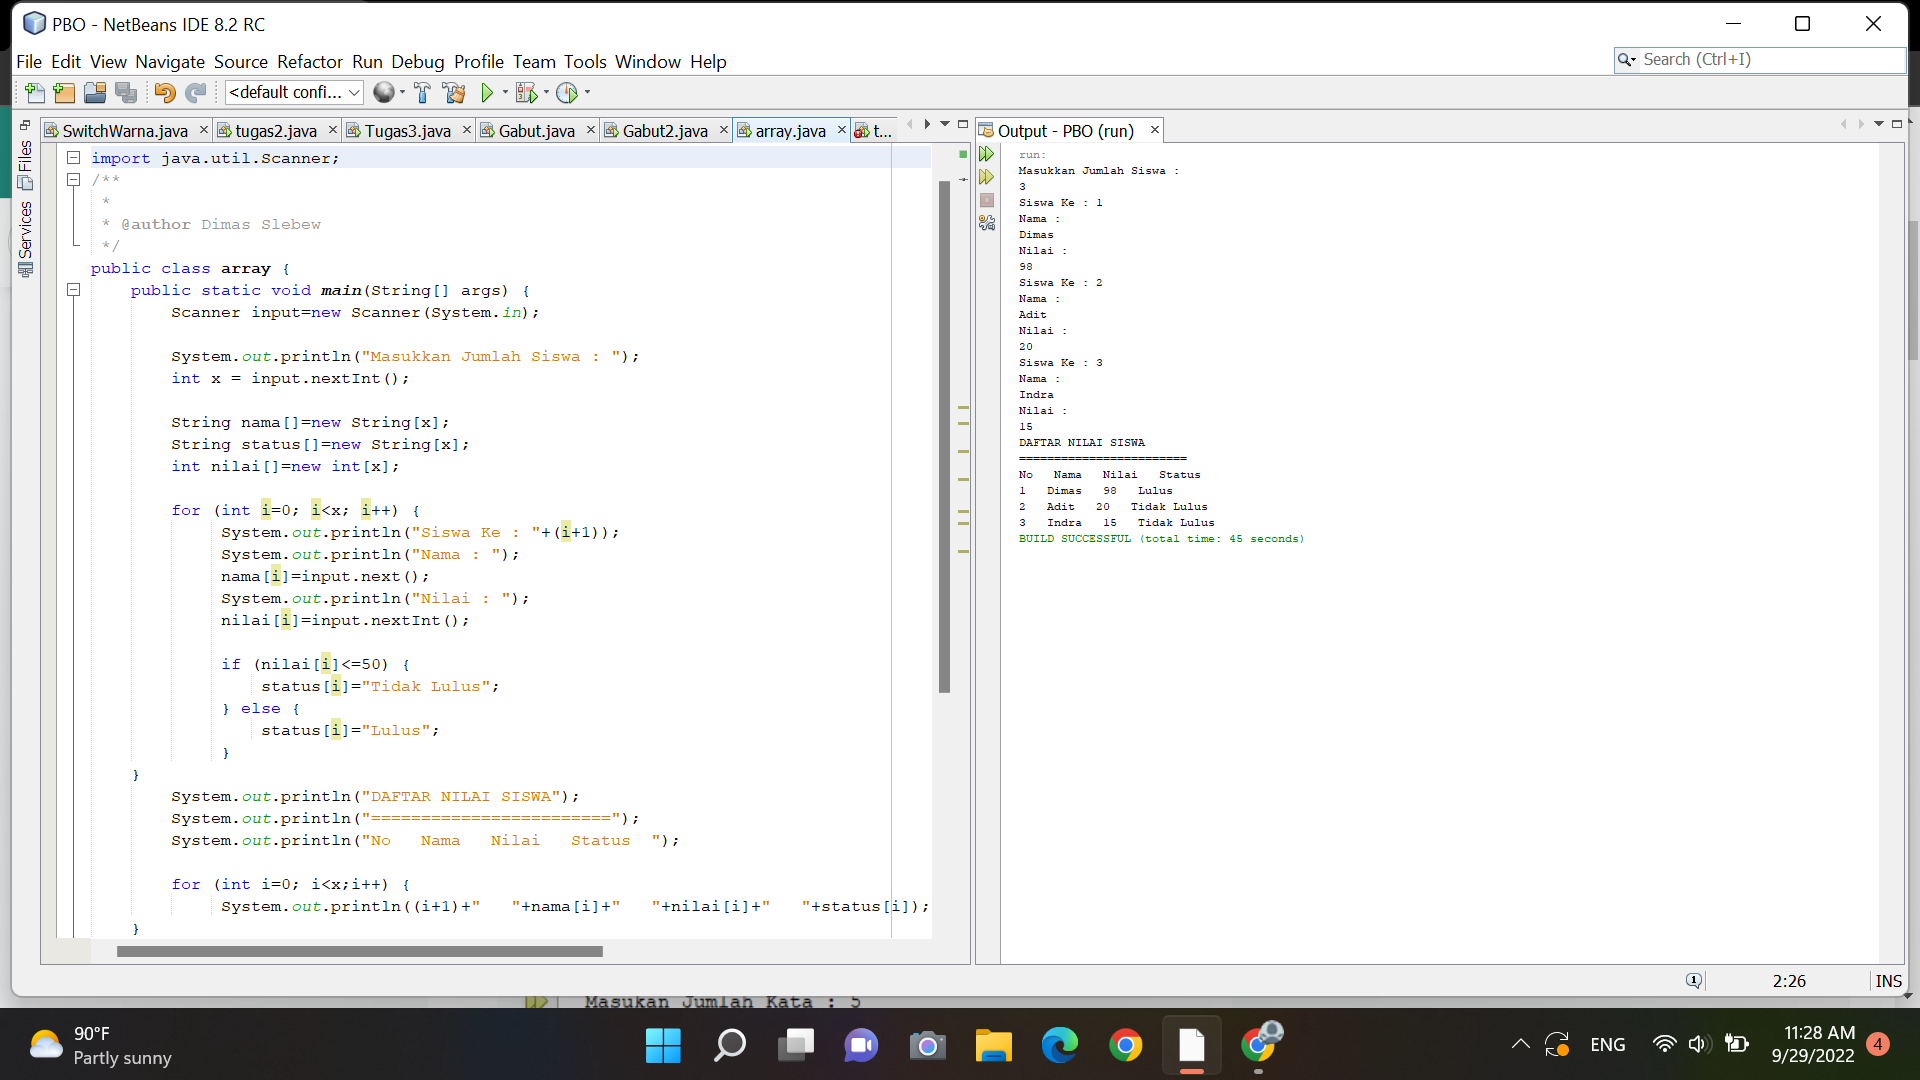 PBO - NetBeans IDE 8.2 RC
File Edit View Navigate Source Refactor Run Debug Profile Team Tools Window Help
Search (Ctrl+I)
<default confi...
SwitchWarna.java tugas2.java Tugas3.java Gabut.java Gabut2.java array.java t...
Files
Services
import java.util.Scanner;
/**
*
* @author Dimas Slebew
*/
public class array {
public static void main(String[] args) {
Scanner input=new Scanner(System.in);
System.out.println("Masukkan Jumlah Siswa : ");
int x = input.nextInt();
String nama[]=new String[x];
String status[]=new String[x];
int nilai[]=new int[x];
for (int i=0; i<x; i++) {
System.out.println("Siswa Ke : "+(i+1));
System.out.println("Nama : ");
nama[i]=input.next();
System.out.println("Nilai : ");
nilai[i]=input.nextInt();
if (nilai[i]<=50) {
status[i]="Tidak Lulus";
} else {
status[i]="Lulus";
}
}
System.out.println("DAFTAR NILAI SISWA");
System.out.println("========================");
System.out.println("No   Nama   Nilai   Status  ");
for (int i=0; i<x;i++) {
System.out.println((i+1)+"   "+nama[i]+"   "+nilai[i]+"   "+status[i]);
}
Output - PBO (run)
run:
Masukkan Jumlah Siswa :
3
Siswa Ke : 1
Nama :
Dimas
Nilai :
98
Siswa Ke : 2
Nama :
Adit
Nilai :
20
Siswa Ke : 3
Nama :
Indra
Nilai :
15
DAFTAR NILAI SISWA
========================
No   Nama   Nilai   Status
1   Dimas   98   Lulus
2   Adit   20   Tidak Lulus
3   Indra   15   Tidak Lulus
BUILD SUCCESSFUL (total time: 45 seconds)
2:26 INS
Masukan Jumlah Kata : 5
90°F
Partly sunny
ENG
11:28 AM
9/29/2022
4